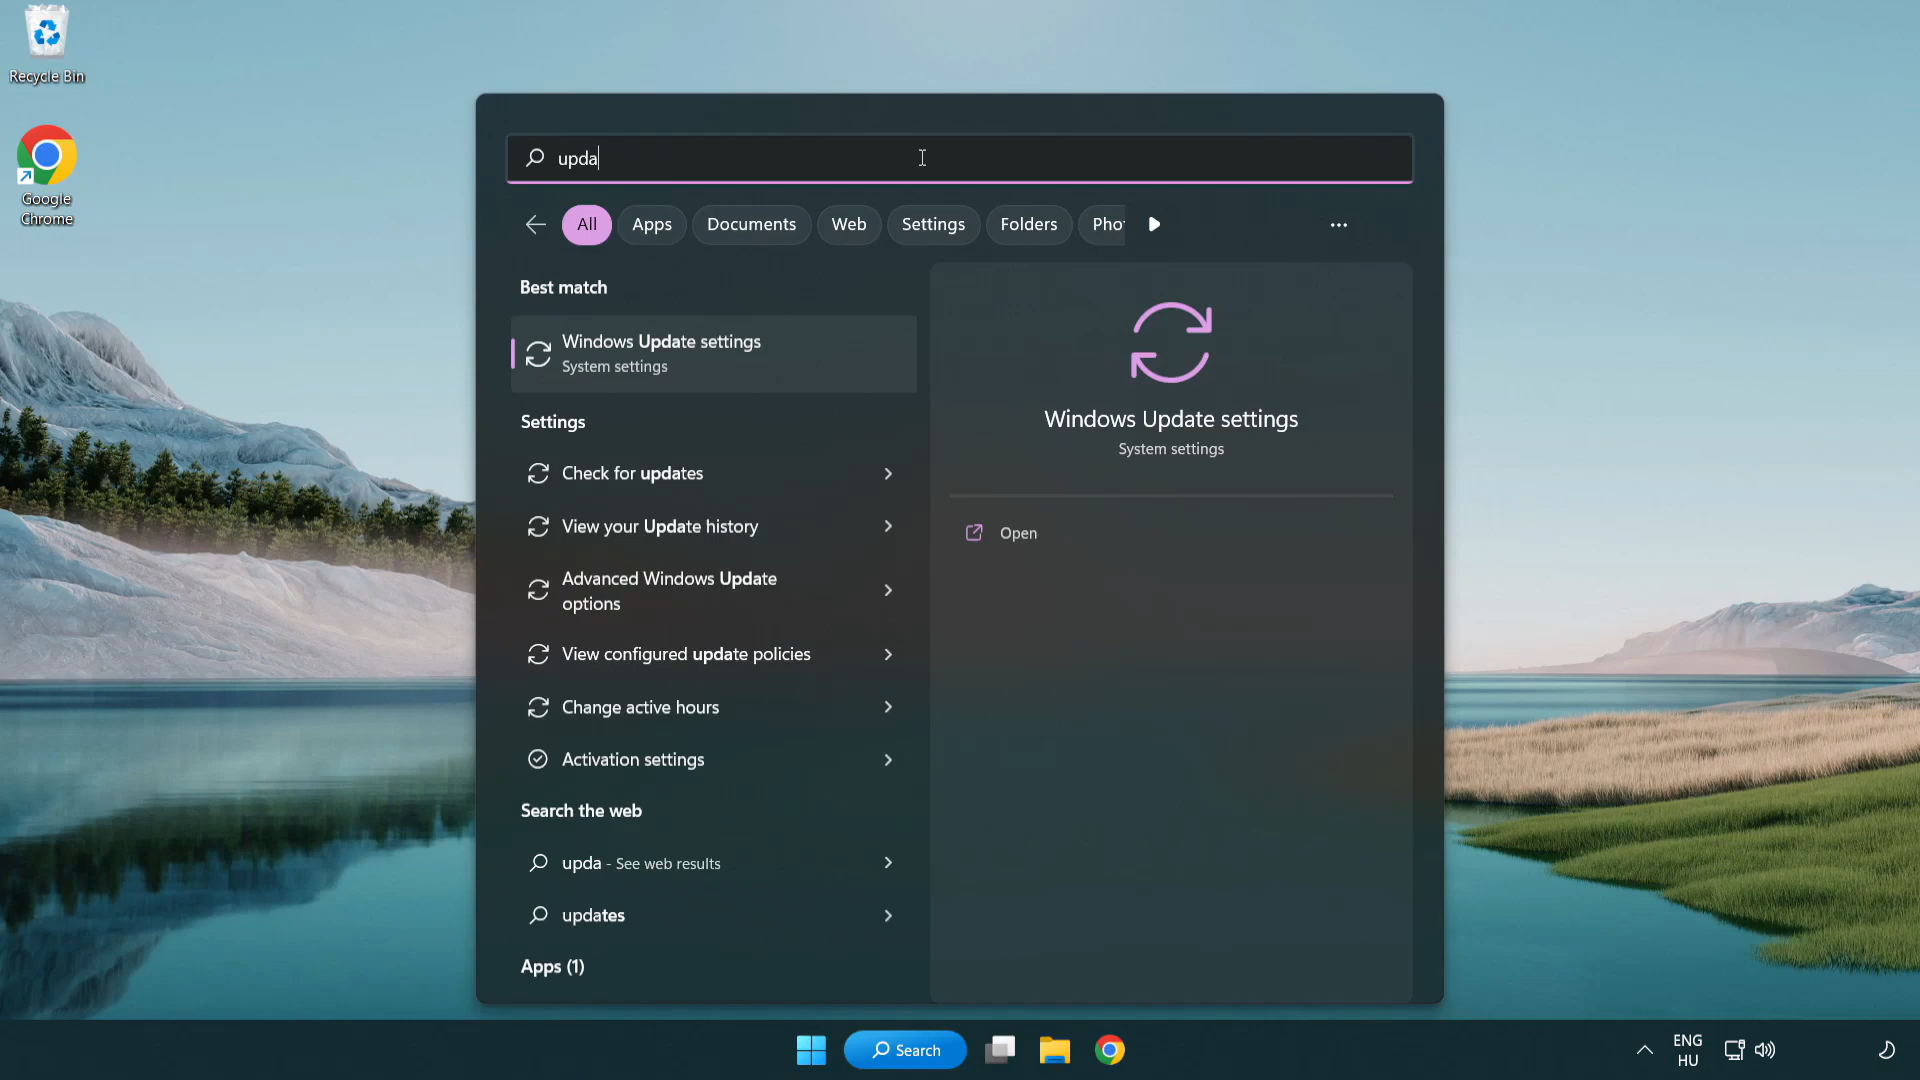 Recycle Bin
Google
Chrome
upda
All
Apps
Documents
Web
Settings
Folders
Pho
Best match
Windows Update settings
System settings
Settings
Check for updates
View your Update history
Advanced Windows Update
options
View configured update policies
Change active hours
Activation settings
Search the web
upda - See web results
updates
Apps (1)
Windows Update settings
System settings
Open
Search
ENG
HU